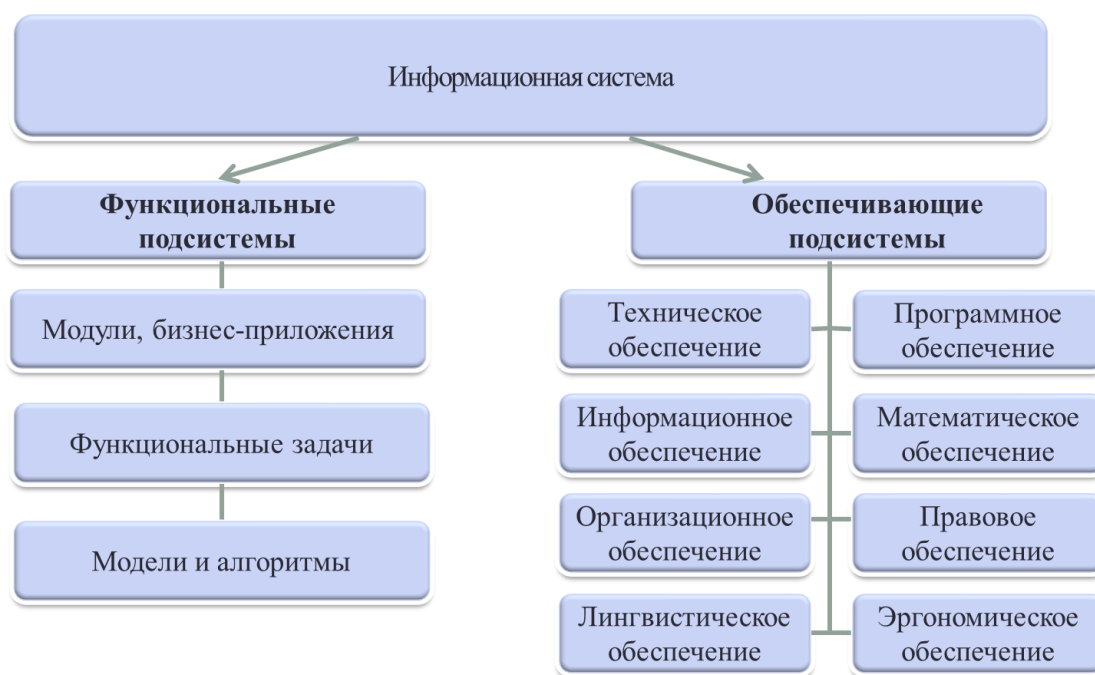 Информационная система
Функциональные
подсистемы
Модули, бизнес-приложения
Функциональные задачи
Модели и алгоритмы
Обеспечивающие
подсистемы
Техническое
обеспечение
Программное
обеспечение
Информационное
обеспечение
Математическое
обеспечение
Организационное
обеспечение
Правовое
обеспечение
Лингвистическое
обеспечение
Эргономическое
обеспечение